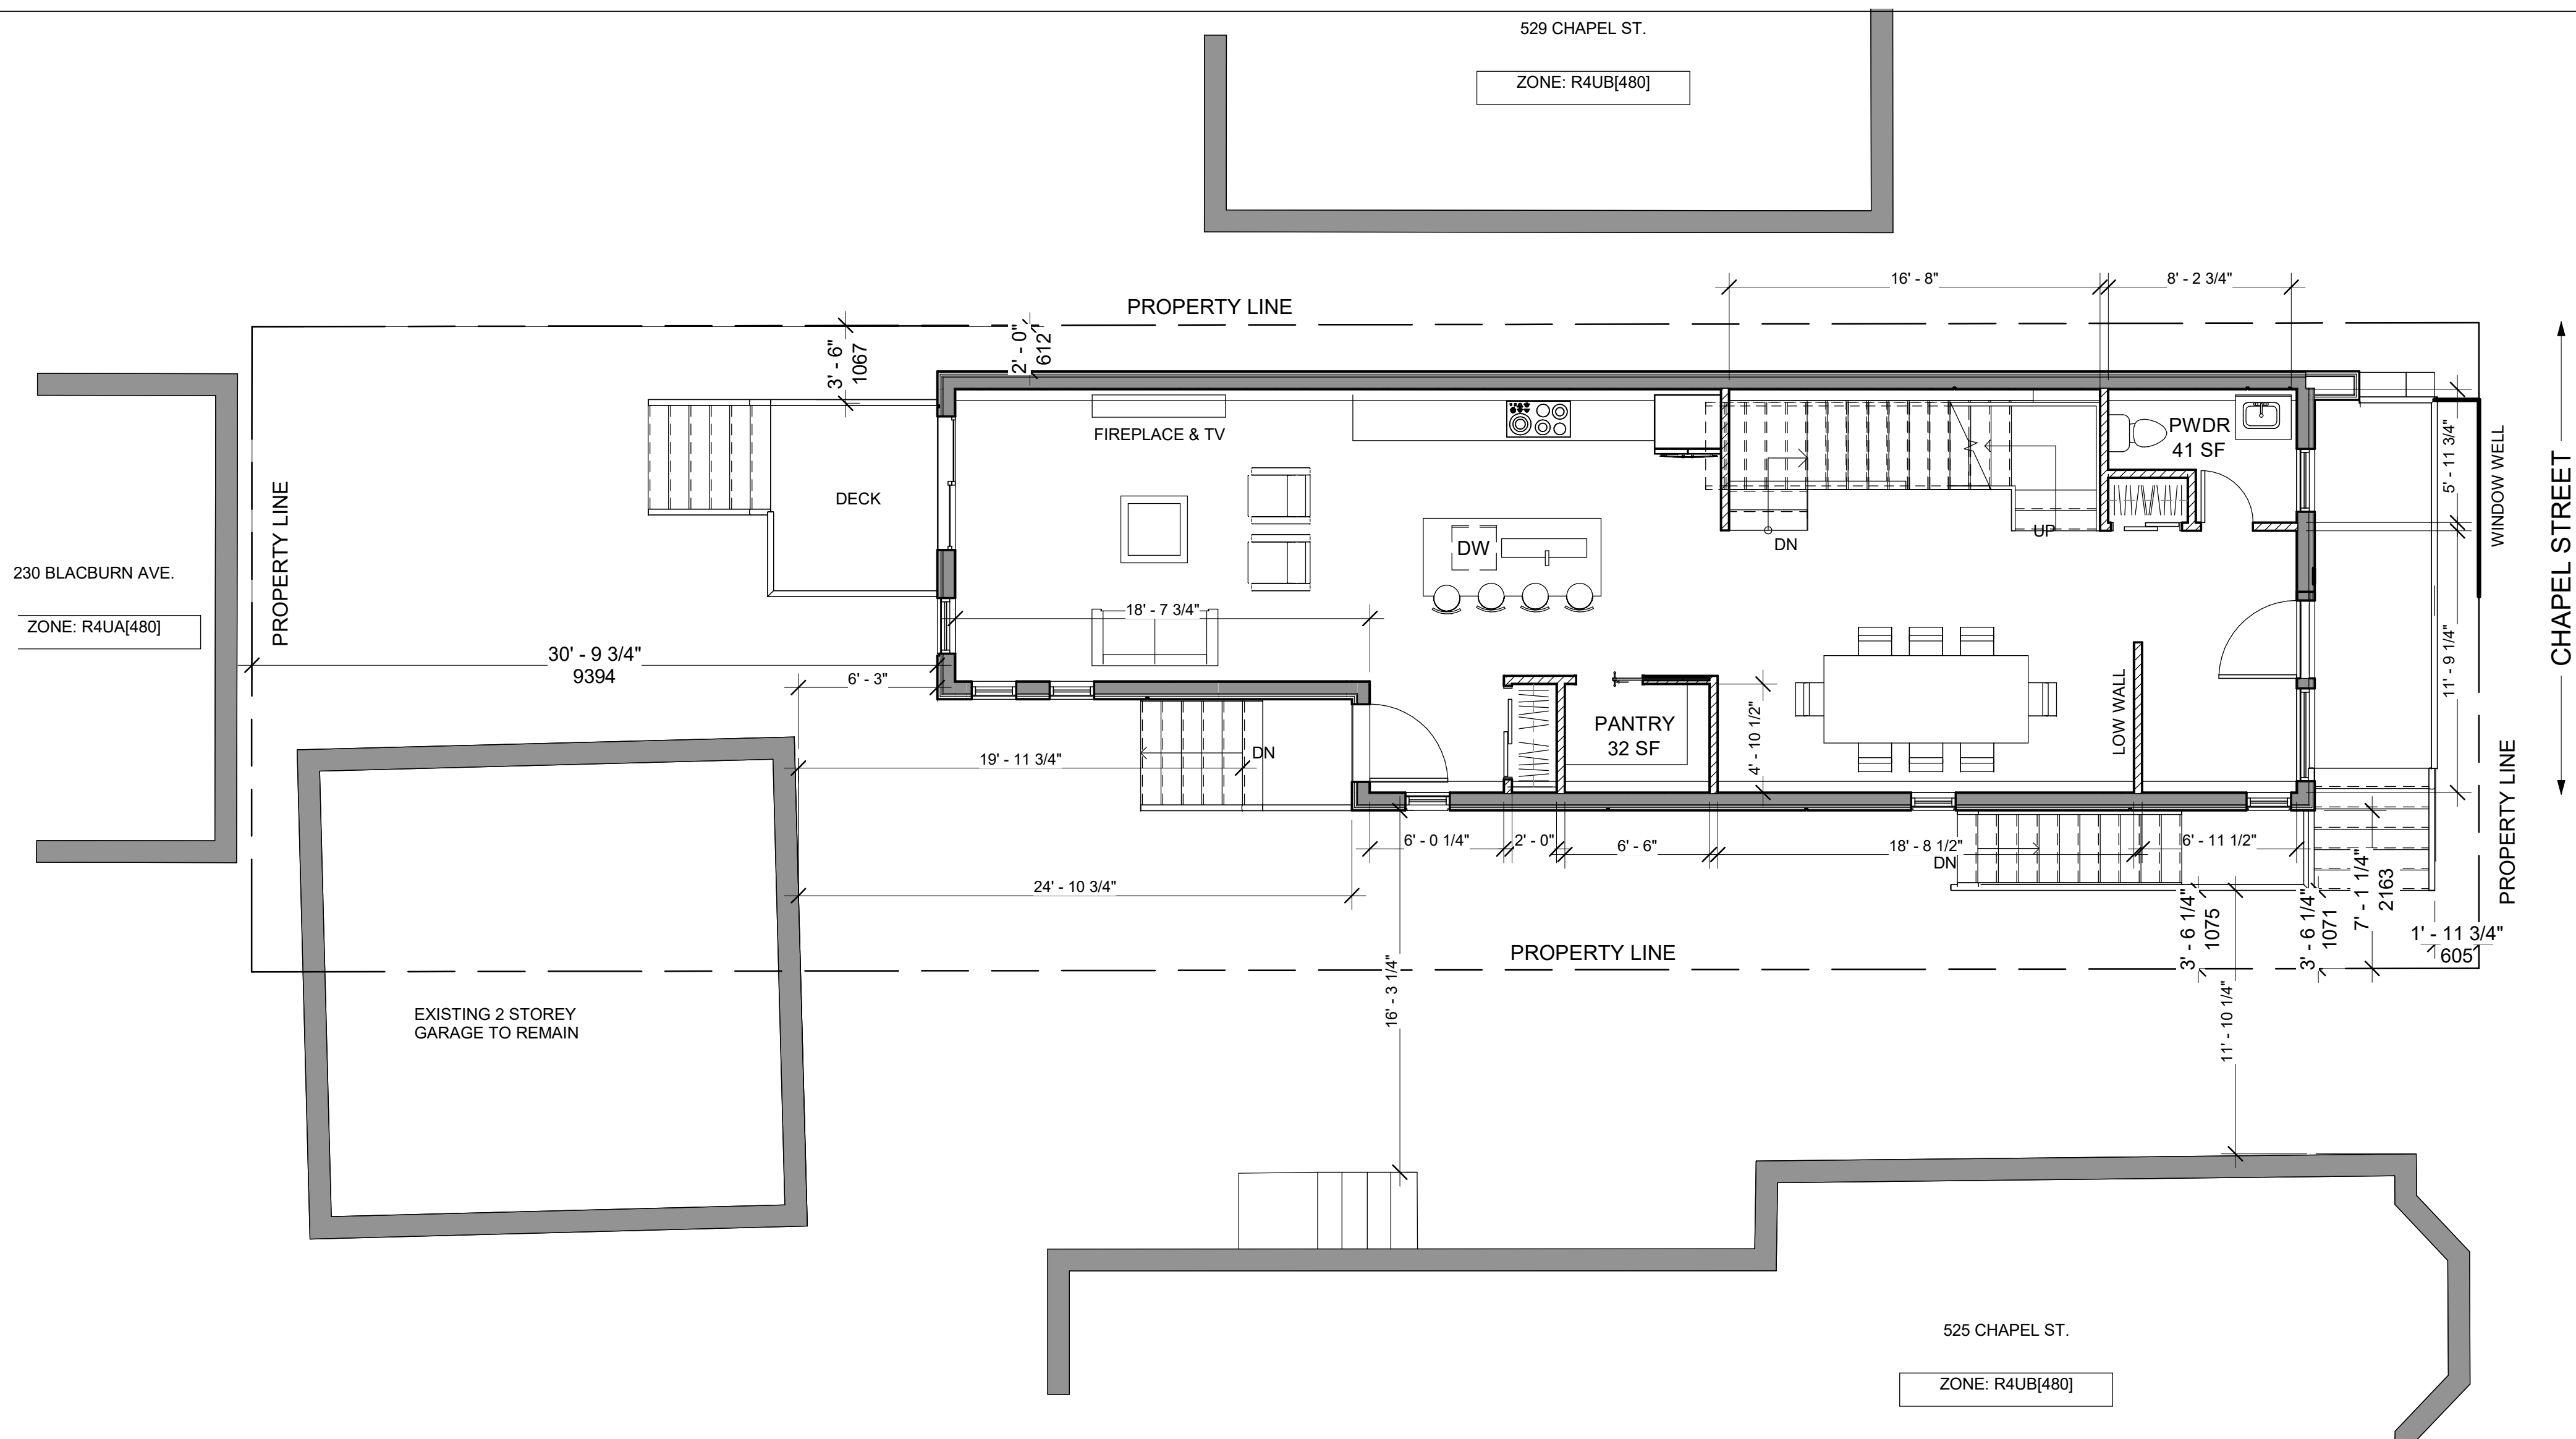 529 CHAPEL ST.
ZONE: R4UB[480]
16' - 8"
8' - 2 3/4"
PROPERTY LINE
3' - 6"
1067
2' - 0"
612
FIREPLACE & TV
PWDR
41 SF
5' - 11 3/4"
WINDOW WELL
CHAPEL STREET
PROPERTY LINE
DECK
DW
DN
UP
230 BLACBURN AVE.
ZONE: R4UA[480]
18' - 7 3/4"
30' - 9 3/4"
9394
6' - 3"
11' - 9 1/4"
LOW WALL
PANTRY
32 SF
4' - 10 1/2"
19' - 11 3/4"
DN
PROPERTY LINE
6' - 0 1/4"
2' - 0"
6' - 6"
18' - 8 1/2"
DN
6' - 11 1/2"
24' - 10 3/4"
3' - 6 1/4"
1075
3' - 6 1/4"
1071
7' - 1 1/4"
2163
1' - 11 3/4"
605
PROPERTY LINE
16' - 3 1/4"
11' - 10 1/4"
EXISTING 2 STOREY
GARAGE TO REMAIN
525 CHAPEL ST.
ZONE: R4UB[480]